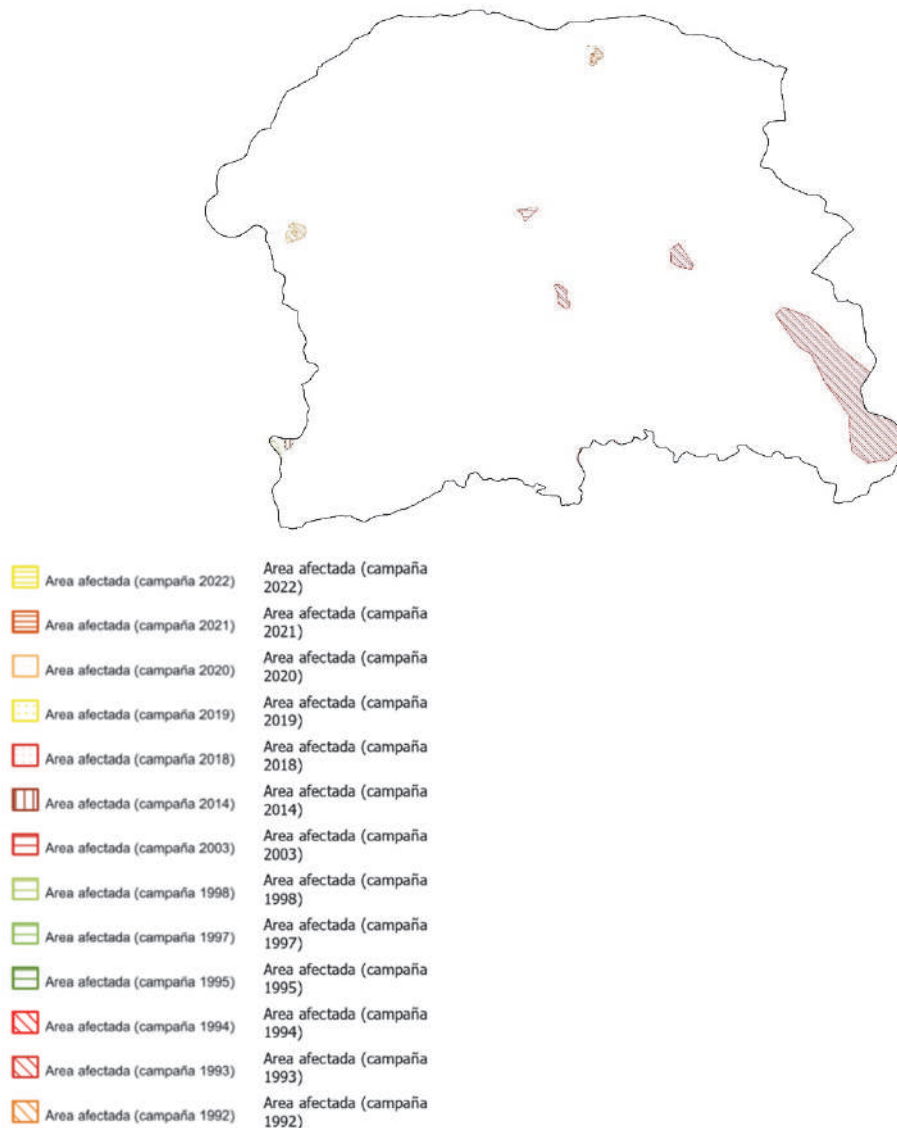 Area afectada (campaña 2022)
Area afectada (campaña
2022)
Area afectada (campaña 2021)
Area afectada (campaña
2021)
Area afectada (campaña 2020)
Area afectada (campaña
2020)
Area afectada (campaña 2019)
Area afectada (campaña
2019)
Area afectada (campaña 2018)
Area afectada (campaña
2018)
Area afectada (campaña 2014)
Area afectada (campaña
2014)
Area afectada (campaña 2003)
Area afectada (campaña
2003)
Area afectada (campaña 1998)
Area afectada (campaña
1998)
Area afectada (campaña 1997)
Area afectada (campaña
1997)
Area afectada (campaña 1995)
Area afectada (campaña
1995)
Area afectada (campaña 1994)
Area afectada (campaña
1994)
Area afectada (campaña 1993)
Area afectada (campaña
1993)
Area afectada (campaña 1992)
Area afectada (campaña
1992)